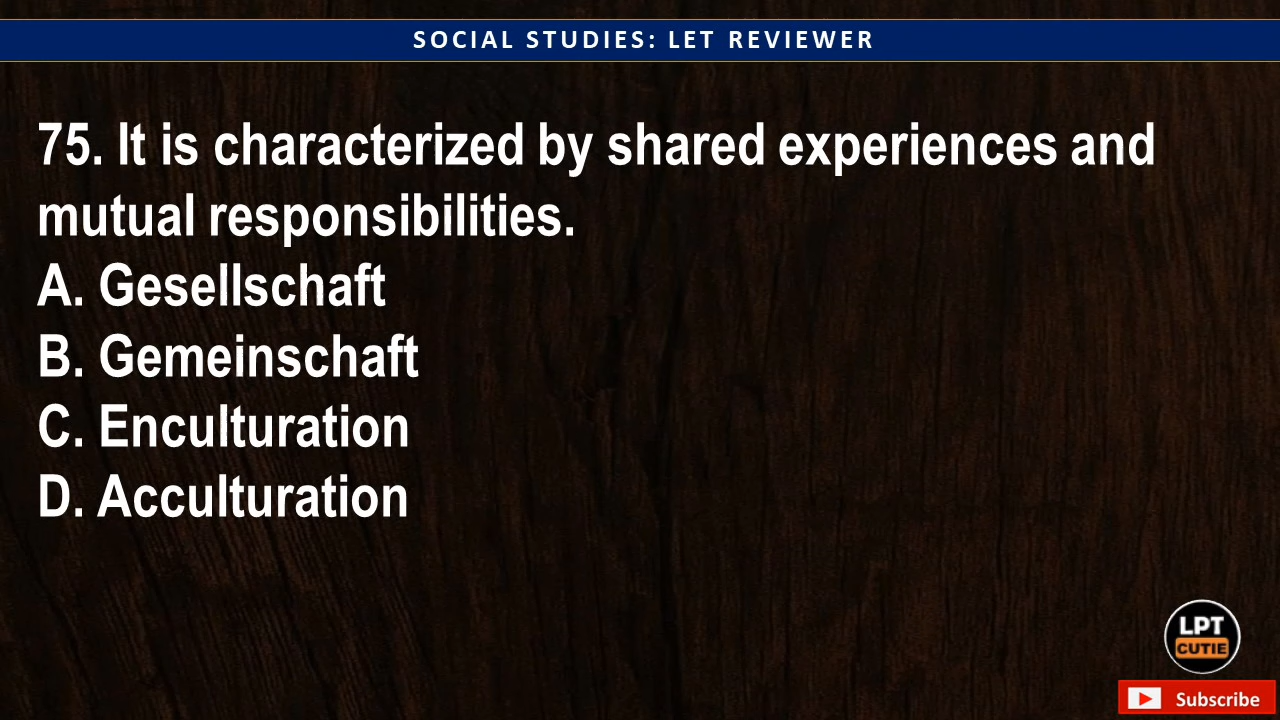 SOCIAL STUDIES: LET REVIEWER
75. It is characterized by shared experiences and
mutual responsibilities.
A. Gesellschaft
B. Gemeinschaft
C. Enculturation
D. Acculturation
LPT
CUTIE
Subscribe